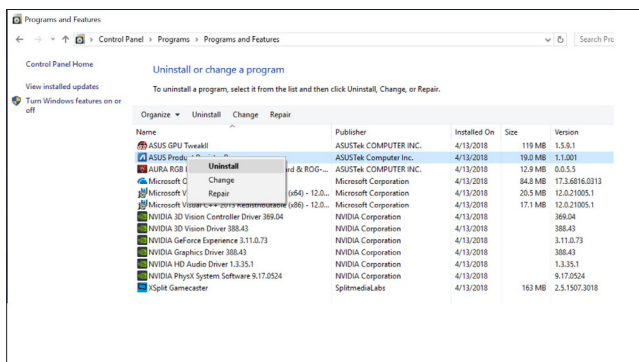 Programs and Features
Control Panel > Programs > Programs and Features
Search Pro
Control Panel Home
View installed updates
Turn Windows features on or
off
Uninstall or change a program
To uninstall a program, select it from the list and then click Uninstall, Change, or Repair.
Organize Uninstall Change Repair
Name Publisher Installed On Size Version
ASUS GPU TweakII ASUSTek COMPUTER INC. 4/13/2018 119 MB 1.5.9.1
ASUS Product ASUSTek Computer Inc. 4/13/2018 19.0 MB 1.1.001
AURA RGB rd & ROG-... ASUSTek COMPUTER INC. 4/13/2018 12.9 MB 0.0.5.5
Microsoft O Microsoft Corporation 4/13/2018 84.8 MB 17.3.6816.0313
Microsoft V (x64) - 12.0... Microsoft Corporation 4/13/2018 20.5 MB 12.0.21005.1
Microsoft Visual C++ 2013 Redistributable (x86) - 12.0... Microsoft Corporation 4/13/2018 17.1 MB 12.0.21005.1
NVIDIA 3D Vision Controller Driver 369.04 NVIDIA Corporation 4/13/2018 369.04
NVIDIA 3D Vision Driver 388.43 NVIDIA Corporation 4/13/2018 388.43
NVIDIA GeForce Experience 3.11.0.73 NVIDIA Corporation 4/13/2018 3.11.0.73
NVIDIA Graphics Driver 388.43 NVIDIA Corporation 4/13/2018 388.43
NVIDIA HD Audio Driver 1.3.35.1 NVIDIA Corporation 4/13/2018 1.3.35.1
NVIDIA PhysX System Software 9.17.0524 NVIDIA Corporation 4/13/2018 9.17.0524
XSplit Gamecaster SplitmediaLabs 4/13/2018 163 MB 2.5.1507.3018
Uninstall
Change
Repair